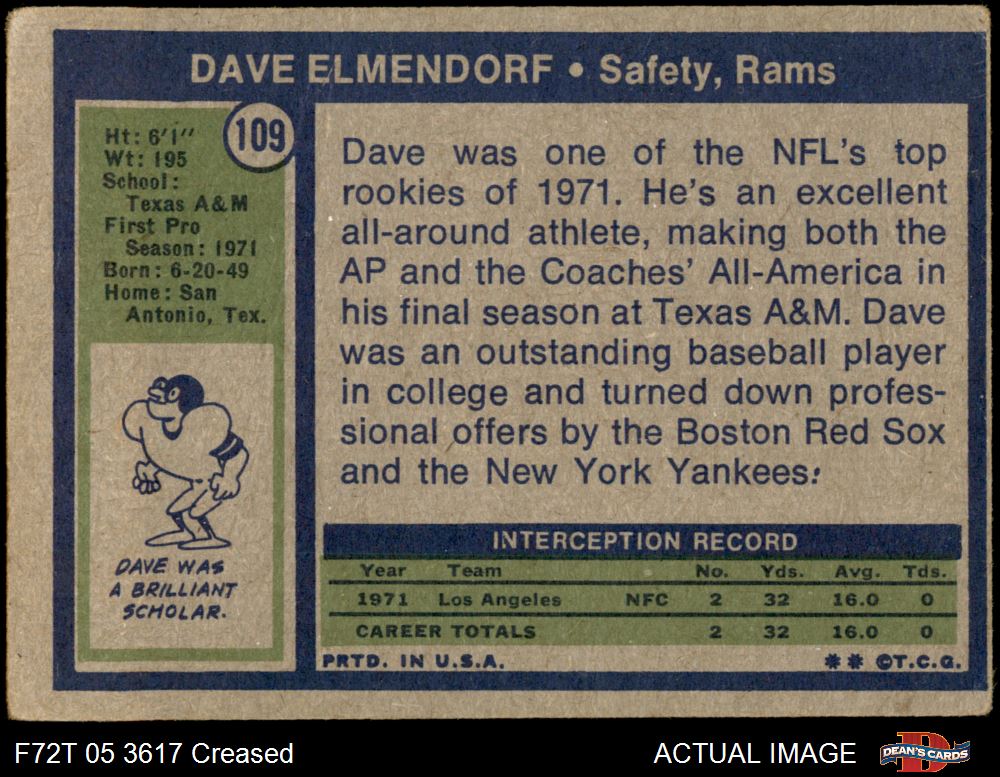 DAVE ELMENDORF • Safety, Rams
109
Ht: 6'1"
Wt: 195
School:
Texas A&M
First Pro
Season: 1971
Born: 6-20-49
Home: San
Antonio, Tex.
DAVE WAS
A BRILLIANT
SCHOLAR.
Dave was one of the NFL's top
rookies of 1971. He's an excellent
all-around athlete, making both the
AP and the Coaches' All-America in
his final season at Texas A&M. Dave
was an outstanding baseball player
in college and turned down profes-
sional offers by the Boston Red Sox
and the New York Yankees.
INTERCEPTION RECORD
Year Team No. Yds. Avg. Tds.
1971 Los Angeles NFC 2 32 16.0 0
CAREER TOTALS 2 32 16.0 0
PRTD. IN U.S.A. ** ©T.C.G.
F72T 05 3617 Creased ACTUAL IMAGE DEAN'S CARDS